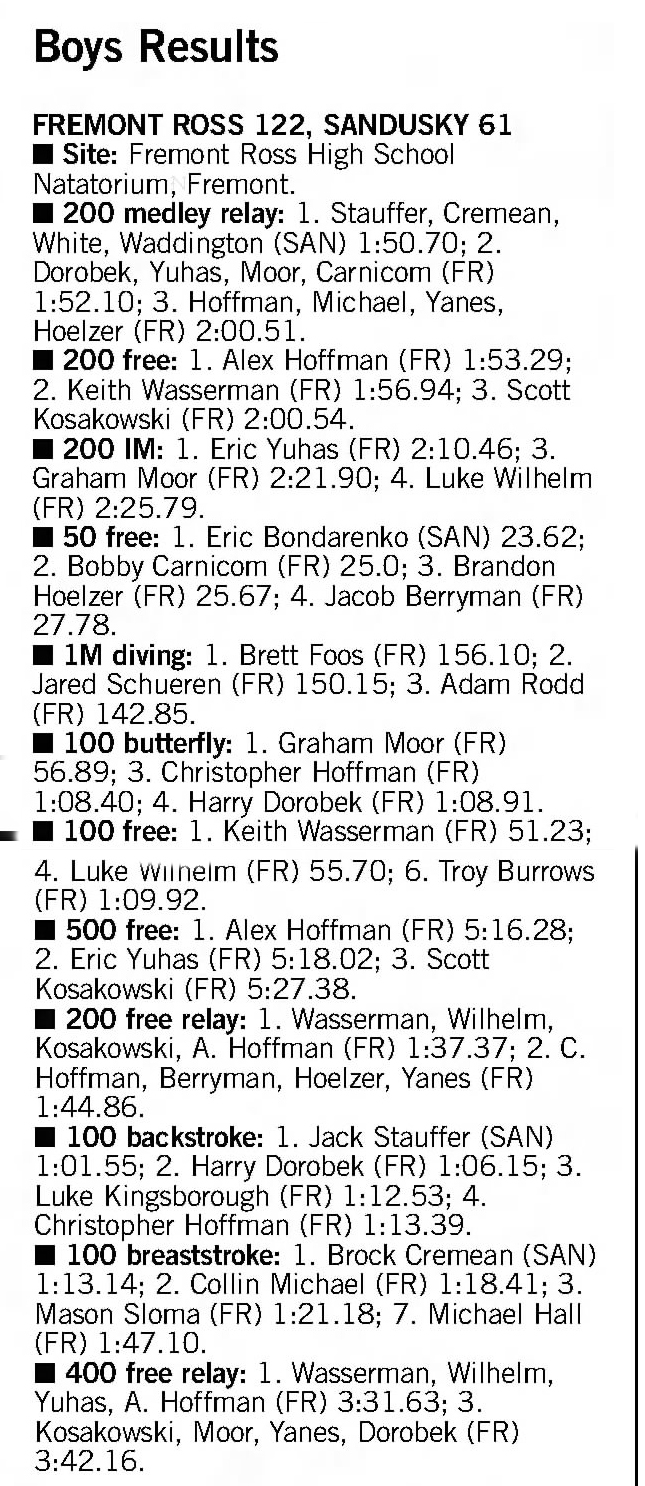 Boys Results
FREMONT ROSS 122, SANDUSKY 61
■ Site: Fremont Ross High School
Natatorium, Fremont.
■ 200 medley relay: 1. Stauffer, Cremean,
White, Waddington (SAN) 1:50.70; 2.
Dorobek, Yuhas, Moor, Carnicom (FR)
1:52.10; 3. Hoffman, Michael, Yanes,
Hoelzer (FR) 2:00.51.
■ 200 free: 1. Alex Hoffman (FR) 1:53.29;
2. Keith Wasserman (FR) 1:56.94; 3. Scott
Kosakowski (FR) 2:00.54.
■ 200 IM: 1. Eric Yuhas (FR) 2:10.46; 3.
Graham Moor (FR) 2:21.90; 4. Luke Wilhelm
(FR) 2:25.79.
■ 50 free: 1. Eric Bondarenko (SAN) 23.62;
2. Bobby Carnicom (FR) 25.0; 3. Brandon
Hoelzer (FR) 25.67; 4. Jacob Berryman (FR)
27.78.
■ 1M diving: 1. Brett Foos (FR) 156.10; 2.
Jared Schueren (FR) 150.15; 3. Adam Rodd
(FR) 142.85.
■ 100 butterfly: 1. Graham Moor (FR)
56.89; 3. Christopher Hoffman (FR)
1:08.40; 4. Harry Dorobek (FR) 1:08.91.
■ 100 free: 1. Keith Wasserman (FR) 51.23;
4. Luke Wilhelm (FR) 55.70; 6. Troy Burrows
(FR) 1:09.92.
■ 500 free: 1. Alex Hoffman (FR) 5:16.28;
2. Eric Yuhas (FR) 5:18.02; 3. Scott
Kosakowski (FR) 5:27.38.
■ 200 free relay: 1. Wasserman, Wilhelm,
Kosakowski, A. Hoffman (FR) 1:37.37; 2. C.
Hoffman, Berryman, Hoelzer, Yanes (FR)
1:44.86.
■ 100 backstroke: 1. Jack Stauffer (SAN)
1:01.55; 2. Harry Dorobek (FR) 1:06.15; 3.
Luke Kingsborough (FR) 1:12.53; 4.
Christopher Hoffman (FR) 1:13.39.
■ 100 breaststroke: 1. Brock Cremean (SAN)
1:13.14; 2. Collin Michael (FR) 1:18.41; 3.
Mason Sloma (FR) 1:21.18; 7. Michael Hall
(FR) 1:47.10.
■ 400 free relay: 1. Wasserman, Wilhelm,
Yuhas, A. Hoffman (FR) 3:31.63; 3.
Kosakowski, Moor, Yanes, Dorobek (FR)
3:42.16.